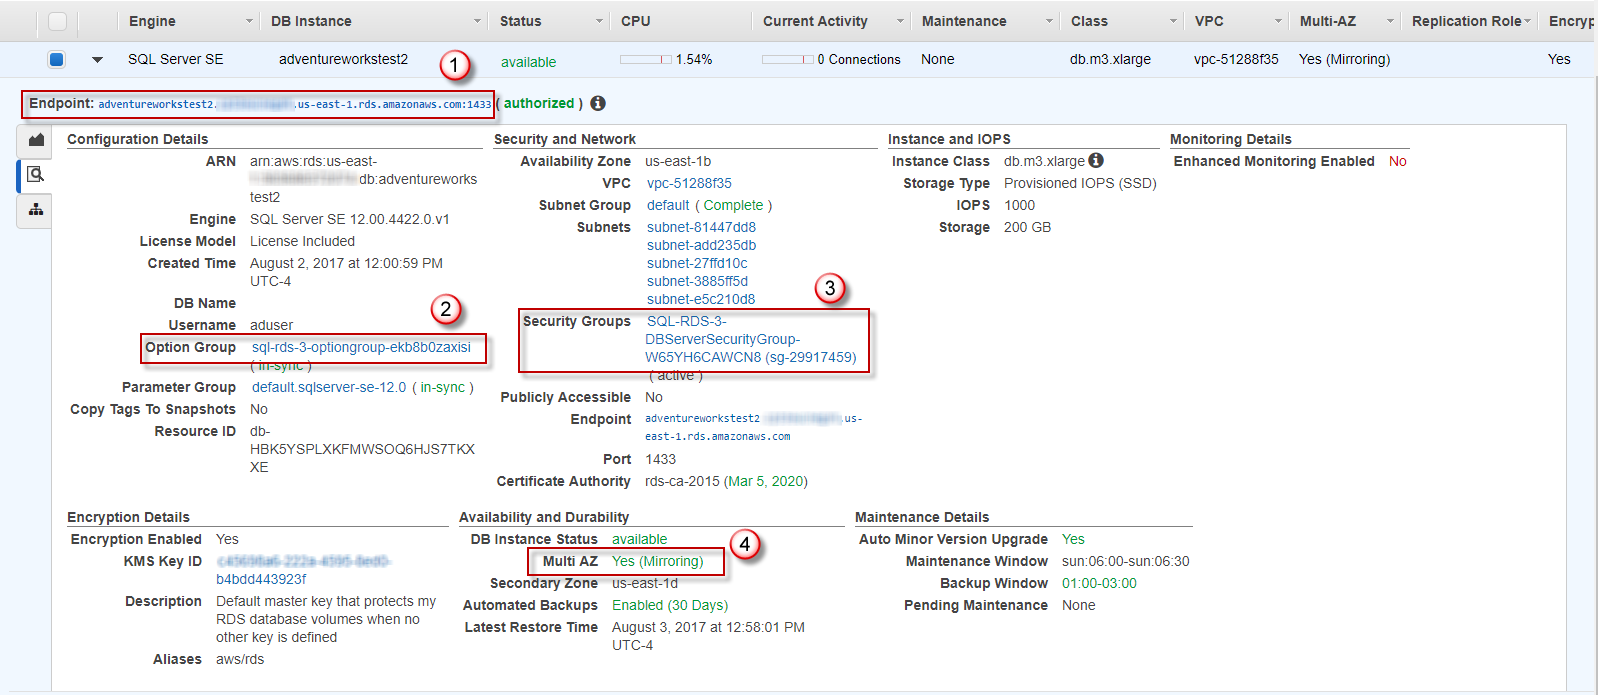 Engine DB Instance Status CPU Current Activity Maintenance Class VPC Multi-AZ Replication Role Encryp
SQL Server SE adventureworkstest2 available 1.54% 0 Connections None db.m3.xlarge vpc-51288f35 Yes (Mirroring) Yes
1
Endpoint: adventureworkstest2. .us-east-1.rds.amazonaws.com:1433 ( authorized )
Configuration Details
ARN arn:aws:rds:us-east-
db:adventureworks
test2
Engine SQL Server SE 12.00.4422.0.v1
License Model License Included
Created Time August 2, 2017 at 12:00:59 PM
UTC-4
DB Name
Username aduser
2
Option Group sql-rds-3-optiongroup-ekb8b0zaxisi
( in-sync )
Parameter Group default.sqlserver-se-12.0 ( in-sync )
Copy Tags To Snapshots No
Resource ID db-
HBK5YSPLXKFMWSOQ6HJS7TKX
XE
Security and Network
Availability Zone us-east-1b
VPC vpc-51288f35
Subnet Group default ( Complete )
Subnets subnet-81447dd8
subnet-add235db
subnet-27ffd10c
subnet-3885ff5d
subnet-e5c210d8
3
Security Groups SQL-RDS-3-
DBServerSecurityGroup-
W65YH6CAWCN8 (sg-29917459)
( active )
Publicly Accessible No
Endpoint adventureworkstest2 .us-
east-1.rds.amazonaws.com
Port 1433
Certificate Authority rds-ca-2015 (Mar 5, 2020)
Instance and IOPS
Instance Class db.m3.xlarge
Storage Type Provisioned IOPS (SSD)
IOPS 1000
Storage 200 GB
Monitoring Details
Enhanced Monitoring Enabled No
Encryption Details
Encryption Enabled Yes
KMS Key ID
b4bdd443923f
Description Default master key that protects my
RDS database volumes when no
other key is defined
Aliases aws/rds
Availability and Durability
DB Instance Status available
4
Multi AZ Yes (Mirroring)
Secondary Zone us-east-1d
Automated Backups Enabled (30 Days)
Latest Restore Time August 3, 2017 at 12:58:01 PM
UTC-4
Maintenance Details
Auto Minor Version Upgrade Yes
Maintenance Window sun:06:00-sun:06:30
Backup Window 01:00-03:00
Pending Maintenance None